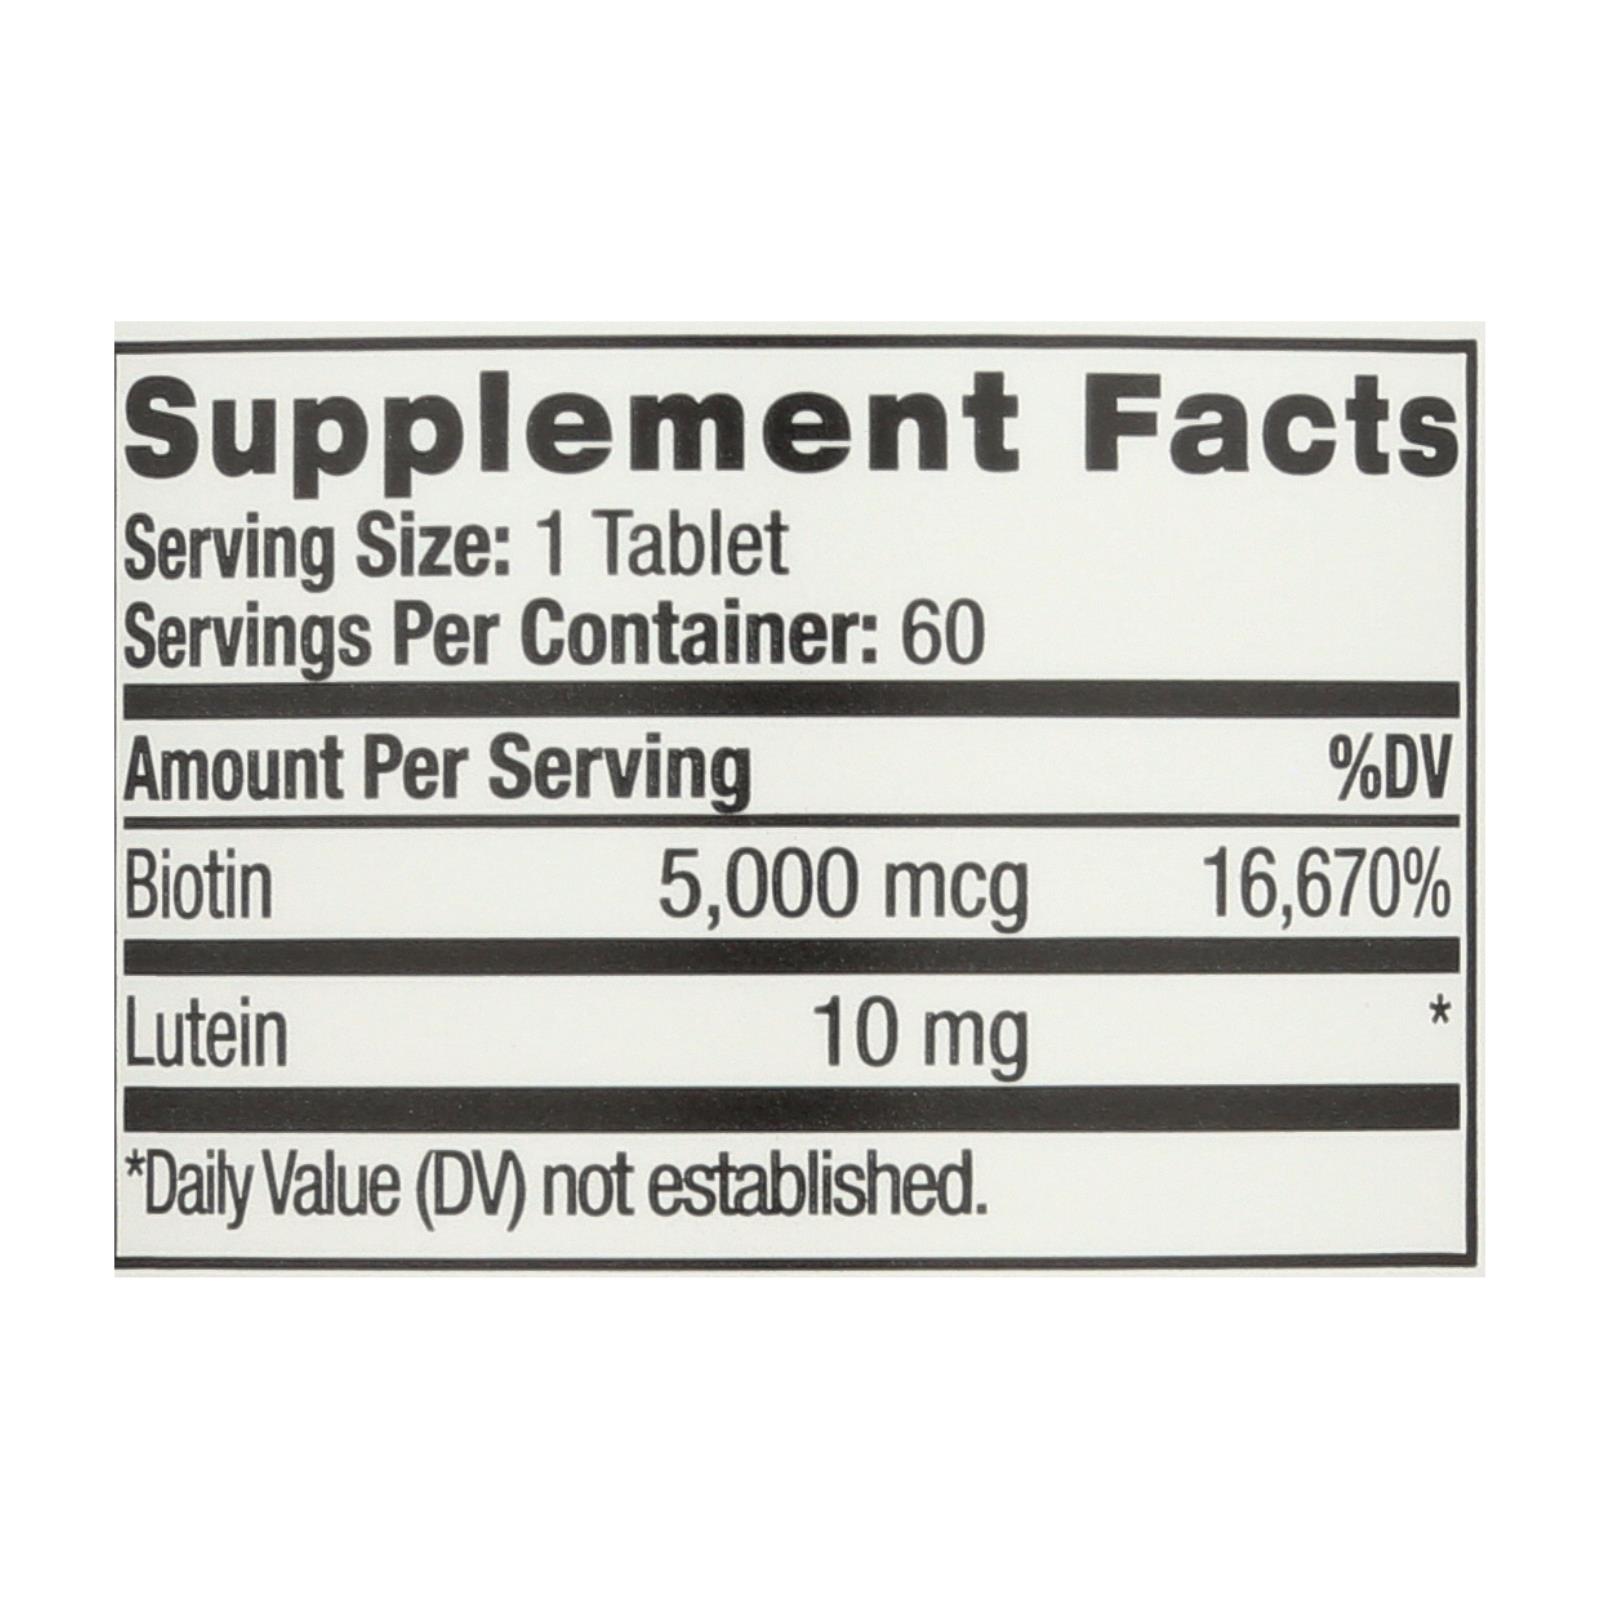 Supplement Facts
Serving Size: 1 Tablet
Servings Per Container: 60
Amount Per Serving %DV
Biotin 5,000 mcg 16,670%
Lutein 10 mg *
*Daily Value (DV) not established.